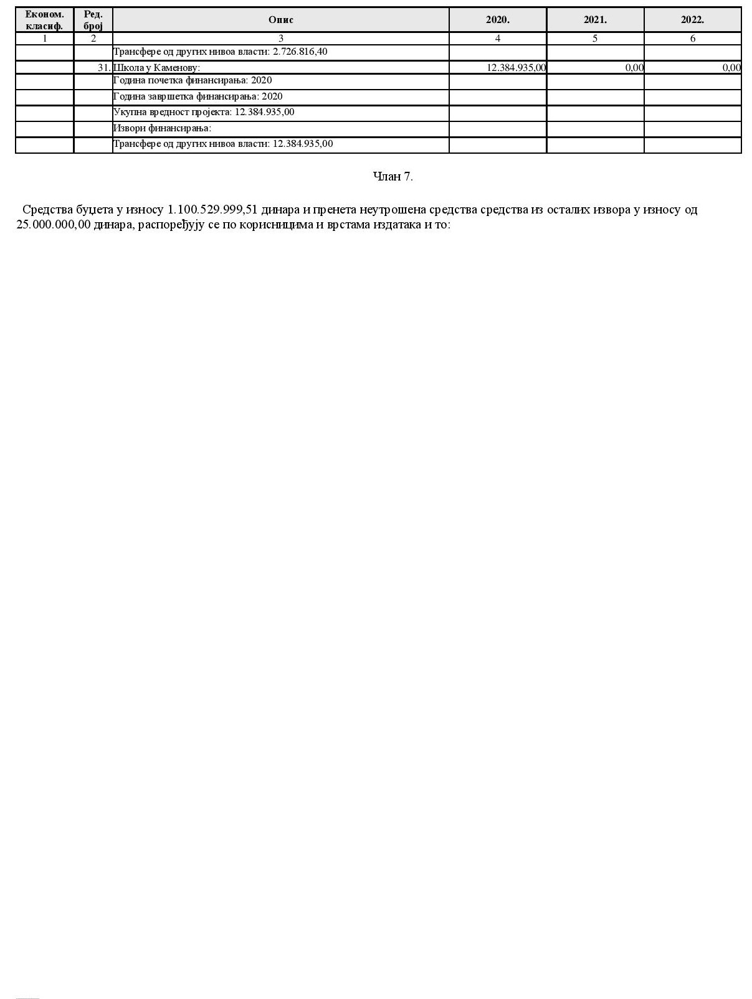 Економ. класиф. Ред. број Опис 2020. 2021. 2022.
1 2 3 4 5 6
Трансфере од других нивоа власти: 2.726.816,40
31. Школа у Каменову: 12.384.935,00 0,00 0,00
Година почетка финансирања: 2020
Година завршетка финансирања: 2020
Укупна вредност пројекта: 12.384.935,00
Извори финансирања:
Трансфере од других нивоа власти: 12.384.935,00
Члан 7.
Средства буџета у износу 1.100.529.999,51 динара и пренета неутрошена средства средства из осталих извора у износу од
25.000.000,00 динара, распоређују се по корисницима и врстама издатака и то: